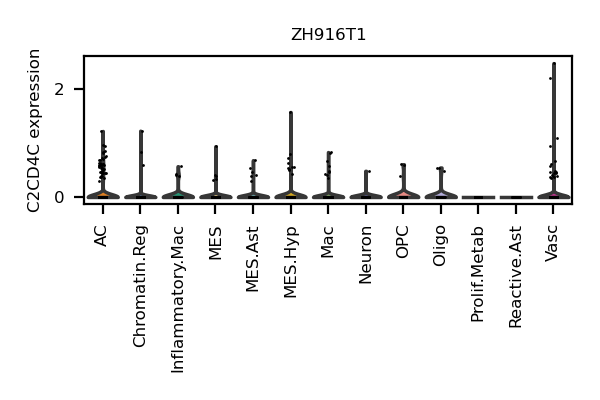 ZH916T1
C2CD4C expression
2
0
AC
Chromatin.Reg
Inflammatory.Mac
MES
MES.Ast
MES.Hyp
Mac
Neuron
OPC
Oligo
Prolif.Metab
Reactive.Ast
Vasc